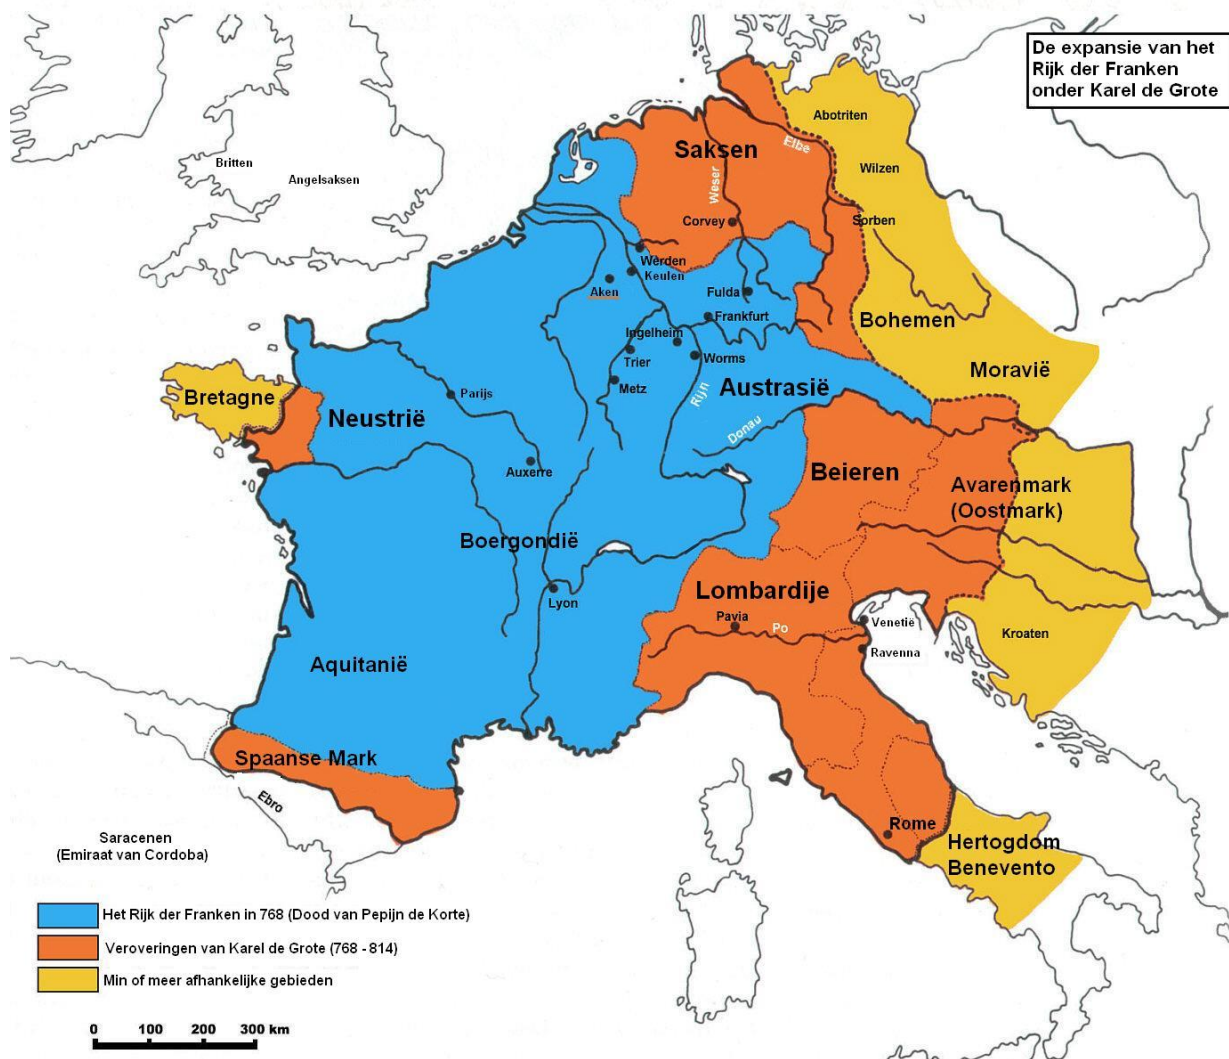 De expansie van het
Rijk der Franken
onder Karel de Grote
Abotriten
Saksen
Elbe
Britten
Wilzen
Angelsaksen
Weser
Corvey
Sorben
Werden
Keulen
Aken
Fulda
Frankfurt
Bohemen
Ingelheim
Trier
Worms
Moravië
Metz
Austrasië
Rijn
Bretagne
Parijs
Neustrië
Donau
Auxerre
Beieren
Avarenmark
(Oostmark)
Boergondië
Lombardije
Lyon
Pavia
Po
Venetië
Kroaten
Ravenna
Aquitanië
Spaanse Mark
Ebro
Rome
Saracenen
(Emiraat van Cordoba)
Hertogdom
Benevento
Het Rijk der Franken in 768 (Dood van Pepijn de Korte)
Veroveringen van Karel de Grote (768 - 814)
Min of meer afhankelijke gebieden
0 100 200 300 km